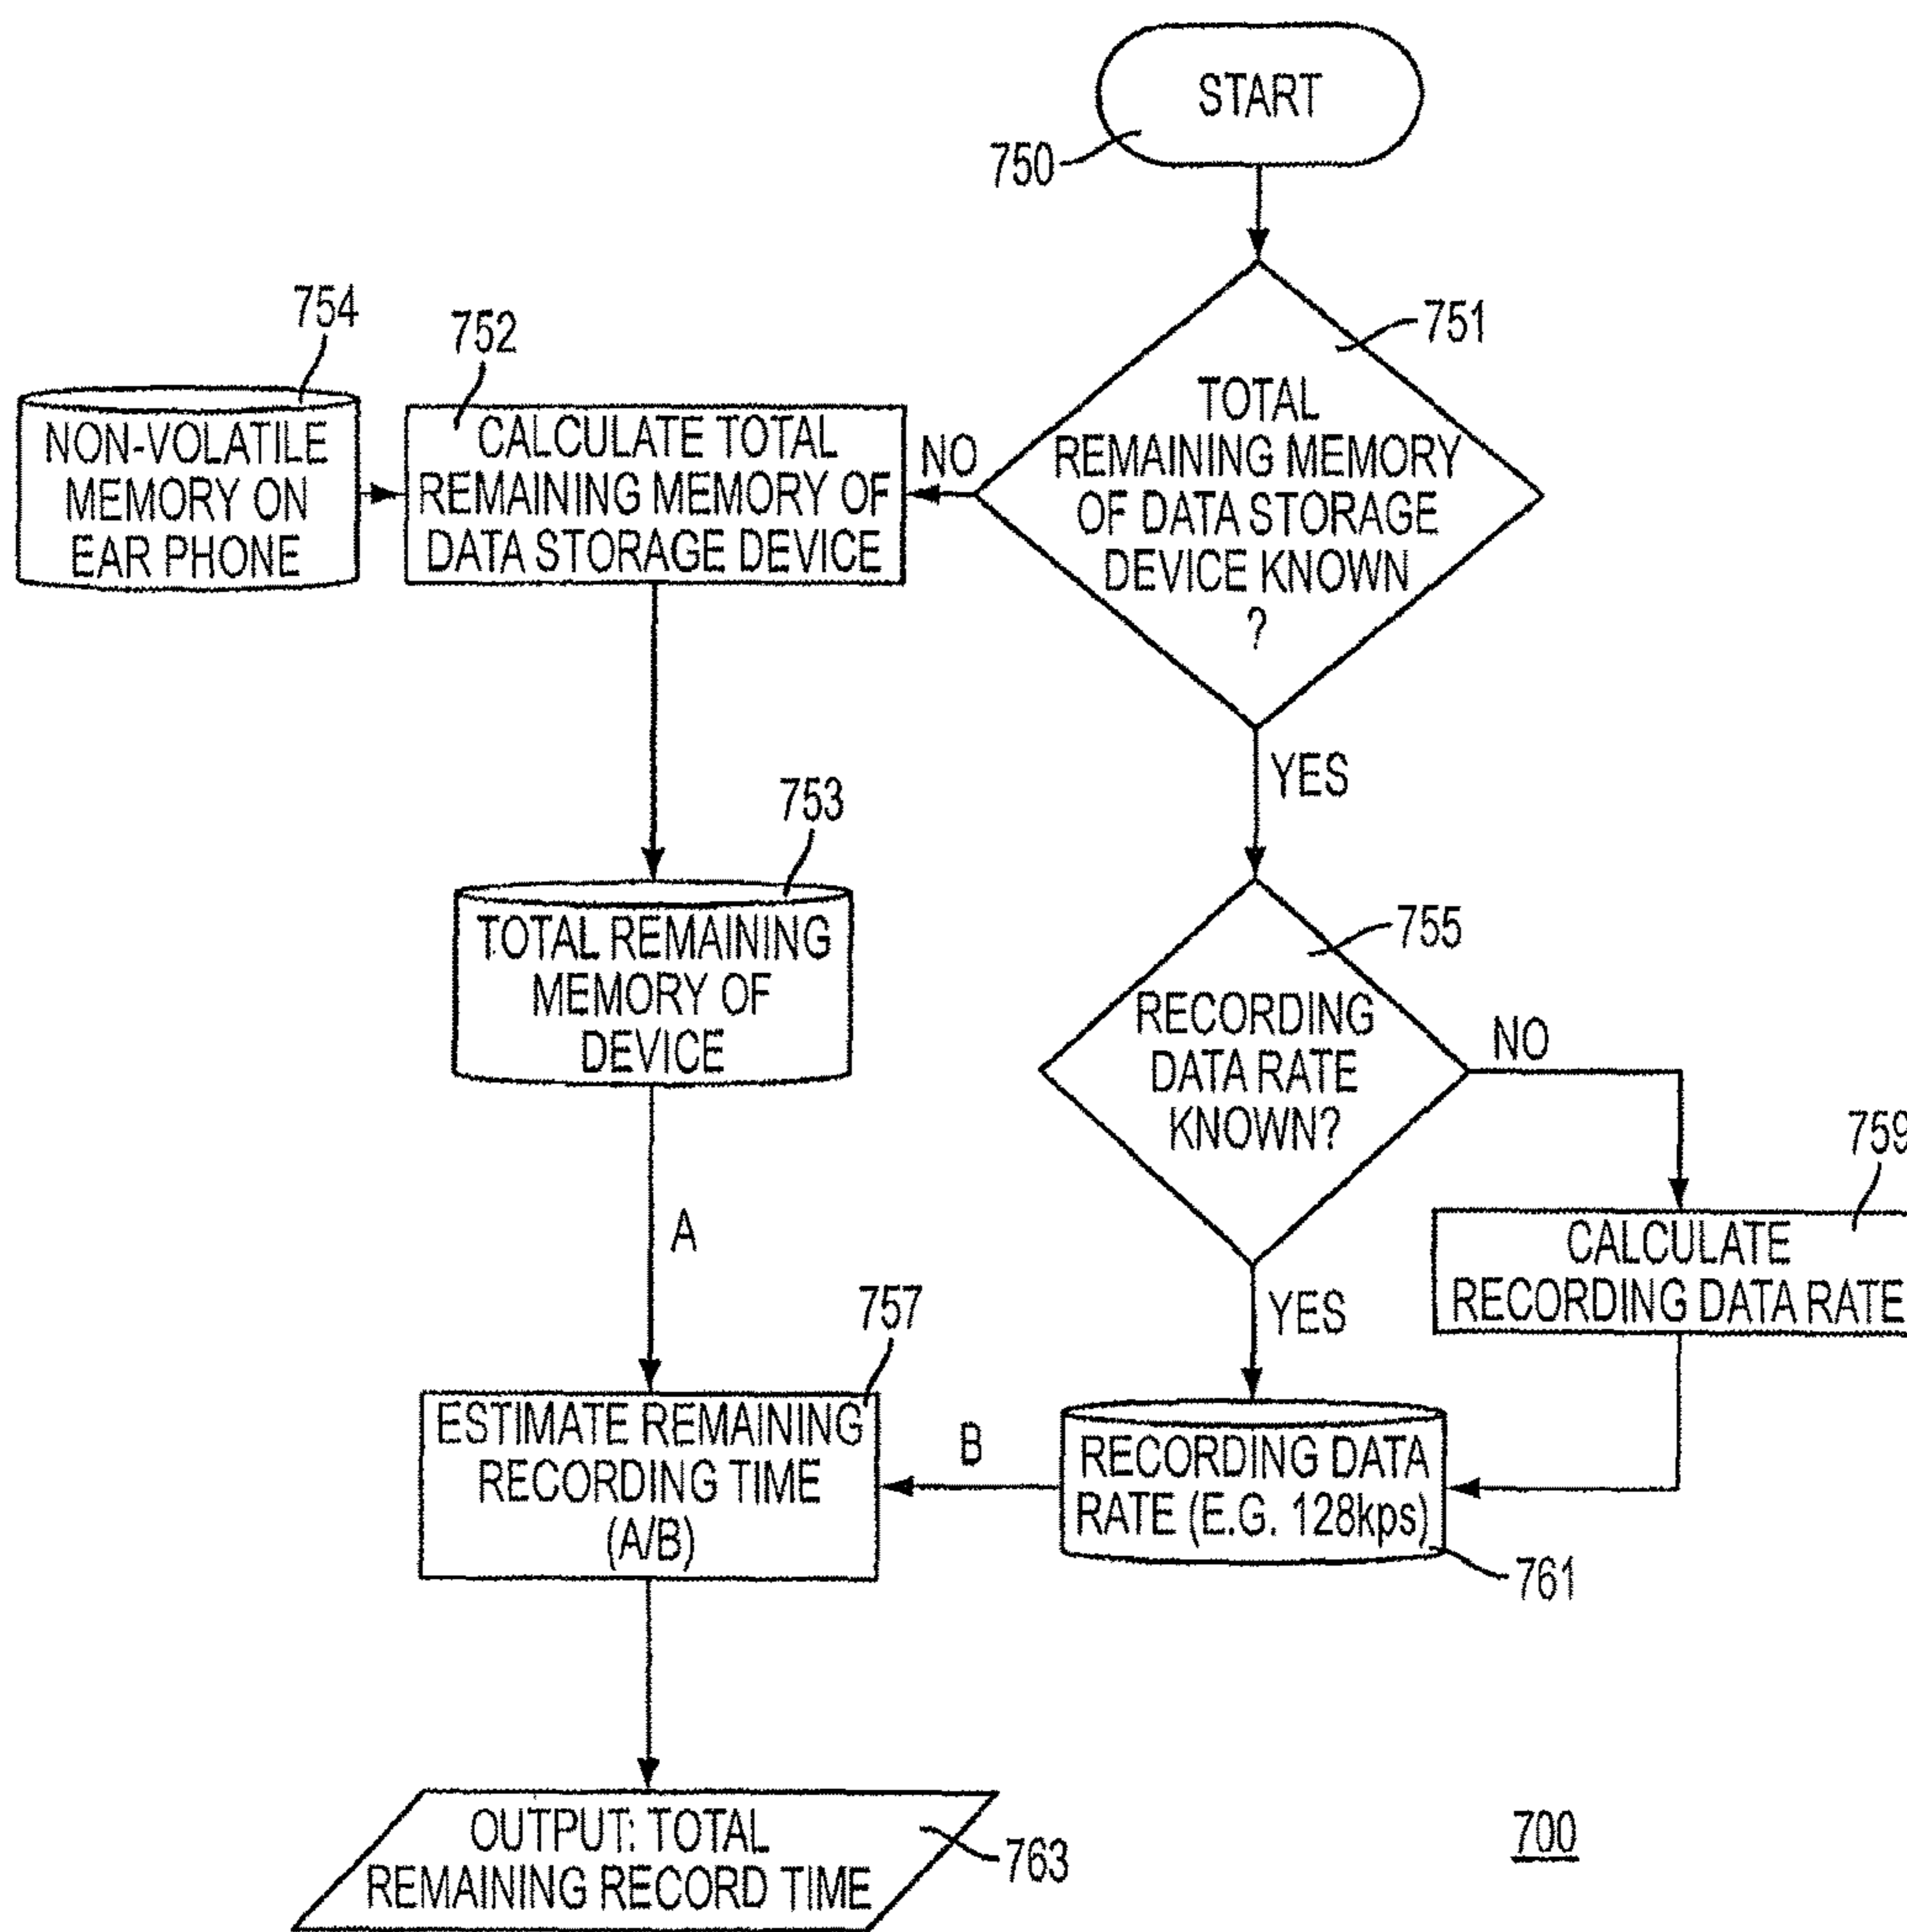 START
750
751
TOTAL
REMAINING MEMORY
OF DATA STORAGE
DEVICE KNOWN
?
NO
YES
754
NON-VOLATILE
MEMORY ON
EAR PHONE
752
CALCULATE TOTAL
REMAINING MEMORY OF
DATA STORAGE DEVICE
753
TOTAL REMAINING
MEMORY OF
DEVICE
A
755
RECORDING
DATA RATE
KNOWN?
NO
YES
759
CALCULATE
RECORDING DATA RATE
757
ESTIMATE REMAINING
RECORDING TIME
(A/B)
B
RECORDING DATA
RATE (E.G. 128kps)
761
OUTPUT: TOTAL
REMAINING RECORD TIME
763
700